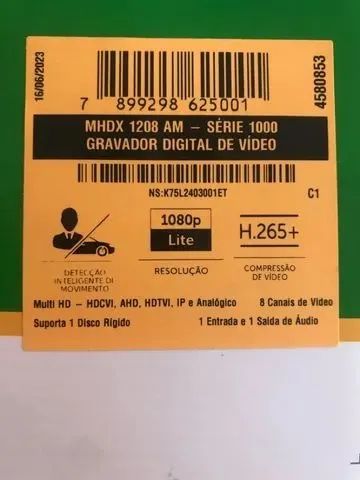 16/06/2023
4580853
7 899298 625001
MHDX 1208 AM – SÉRIE 1000
GRAVADOR DIGITAL DE VÍDEO
NS:K75L2403001ET
C1
1080p
Lite
H.265+
DETECÇÃO
INTELIGENTE DE
MOVIMENTO
RESOLUÇÃO
COMPRESSÃO
DE VÍDEO
Multi HD – HDCVI, AHD, HDTVI, IP e Analógico
8 Canais de Vídeo
Suporta 1 Disco Rígido
1 Entrada e 1 Saída de Áudio